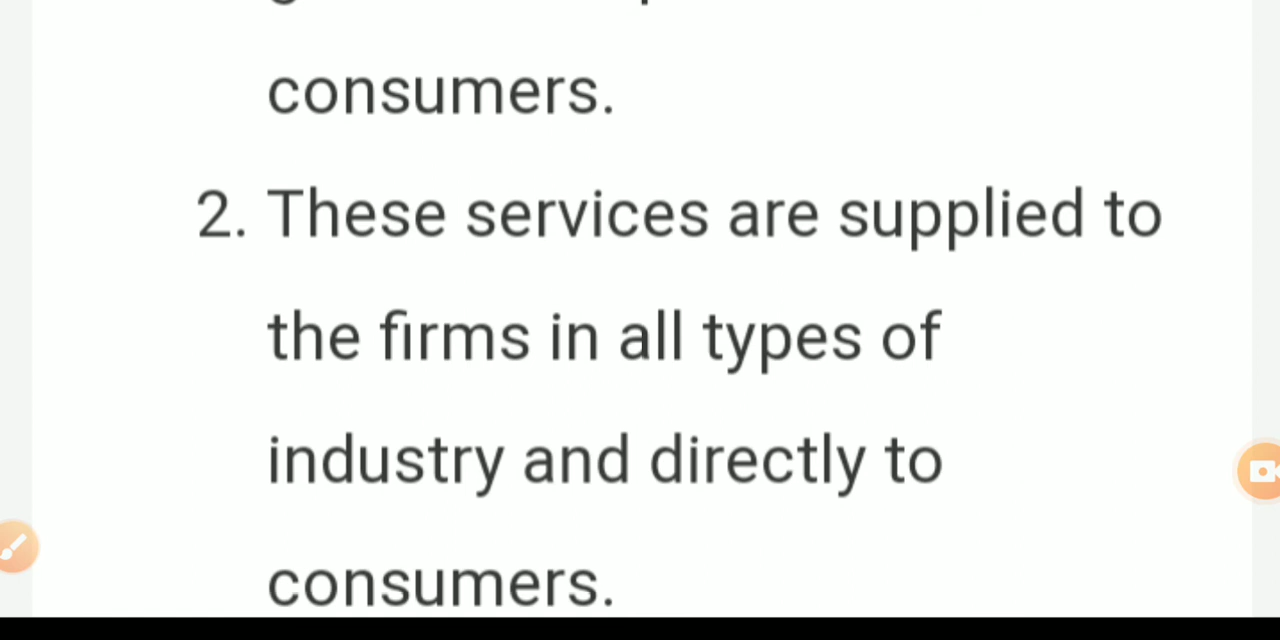 consumers.
2. These services are supplied to
the firms in all types of
industry and directly to
consumers.